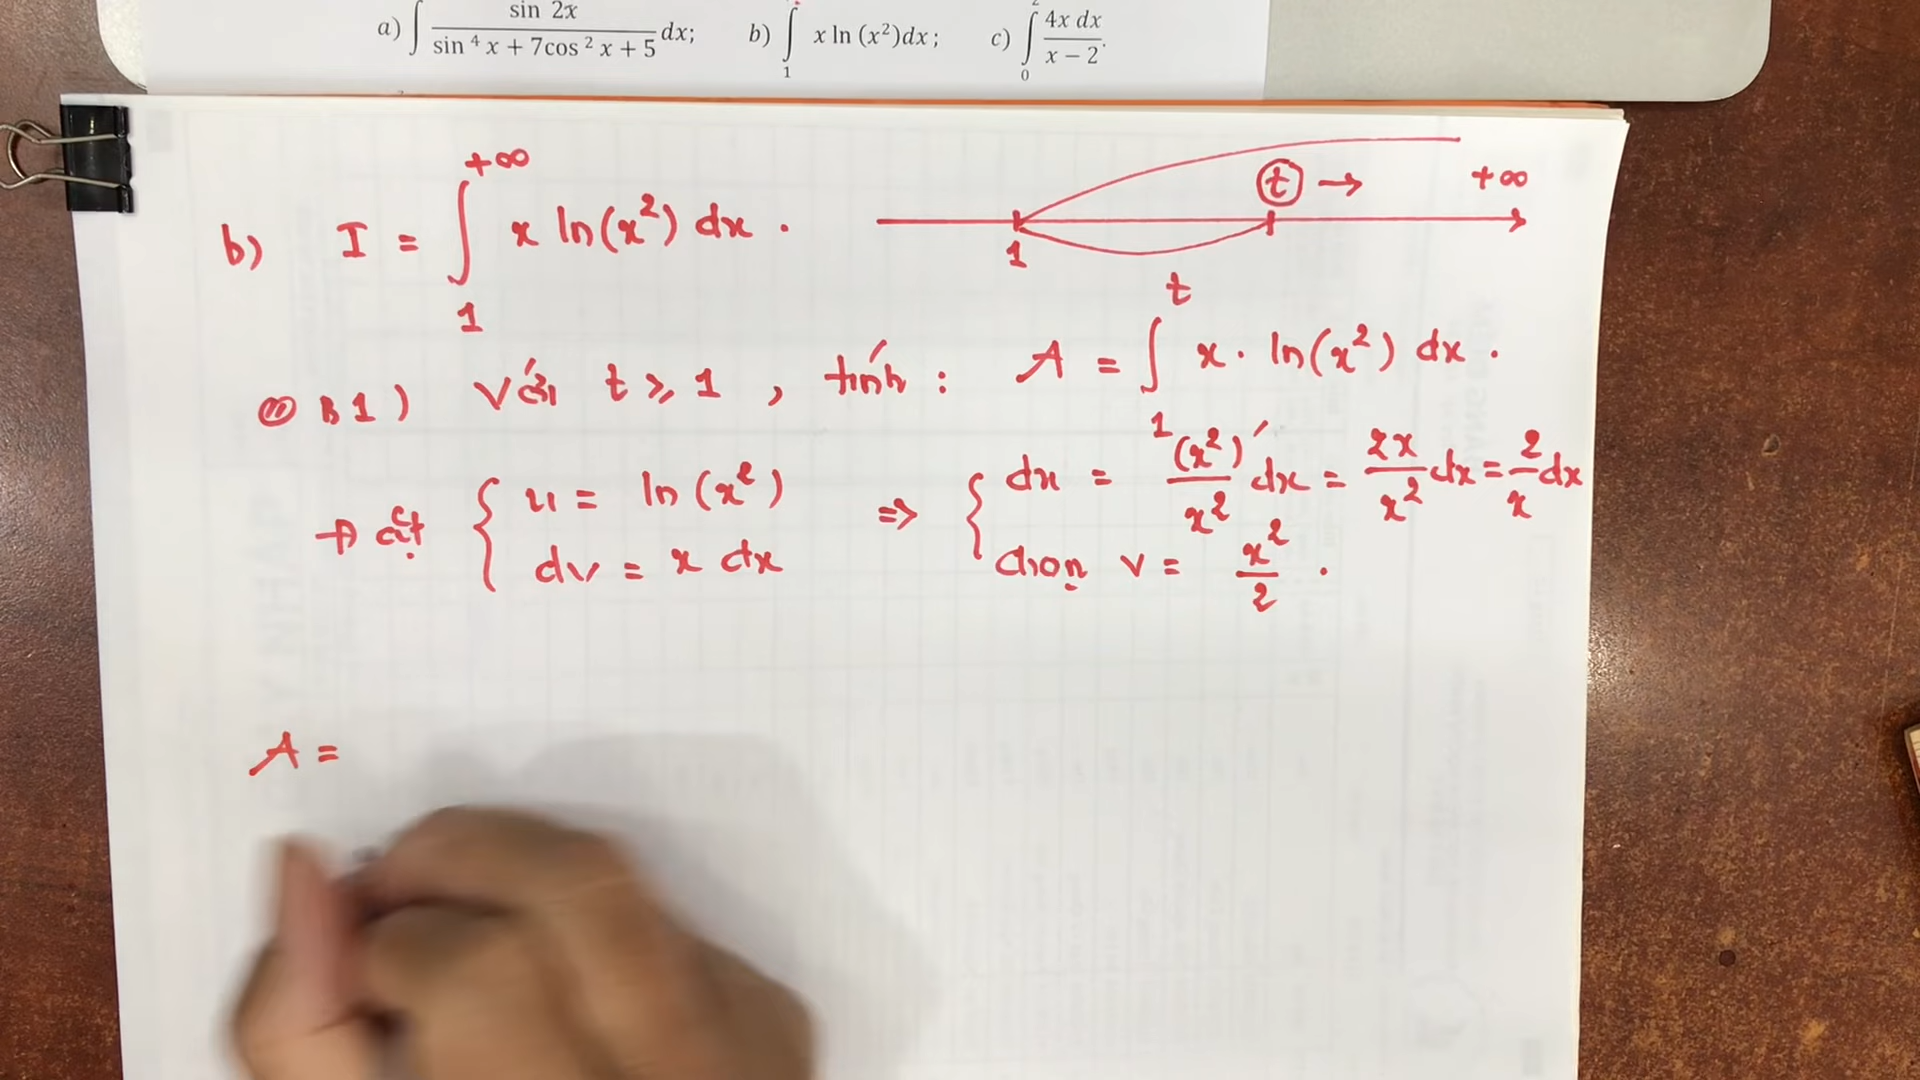 a) ∫ sin 2x / (sin⁴x + 7cos²x + 5) dx; b) ∫₁ x ln (x²)dx; c) ∫₀² 4x dx / (x − 2).
b) I = ∫₁^{+∞} x ln(x²) dx .
1 t → +∞
B1) Với t ⩾ 1, tính: A = ∫₁^t x. ln(x²) dx .
→ Đặt { u = ln(x²) ⇒ { du = (x²)′/x² dx = 2x/x² dx = 2/x dx
dv = x dx chọn v = x²/2 .
A =